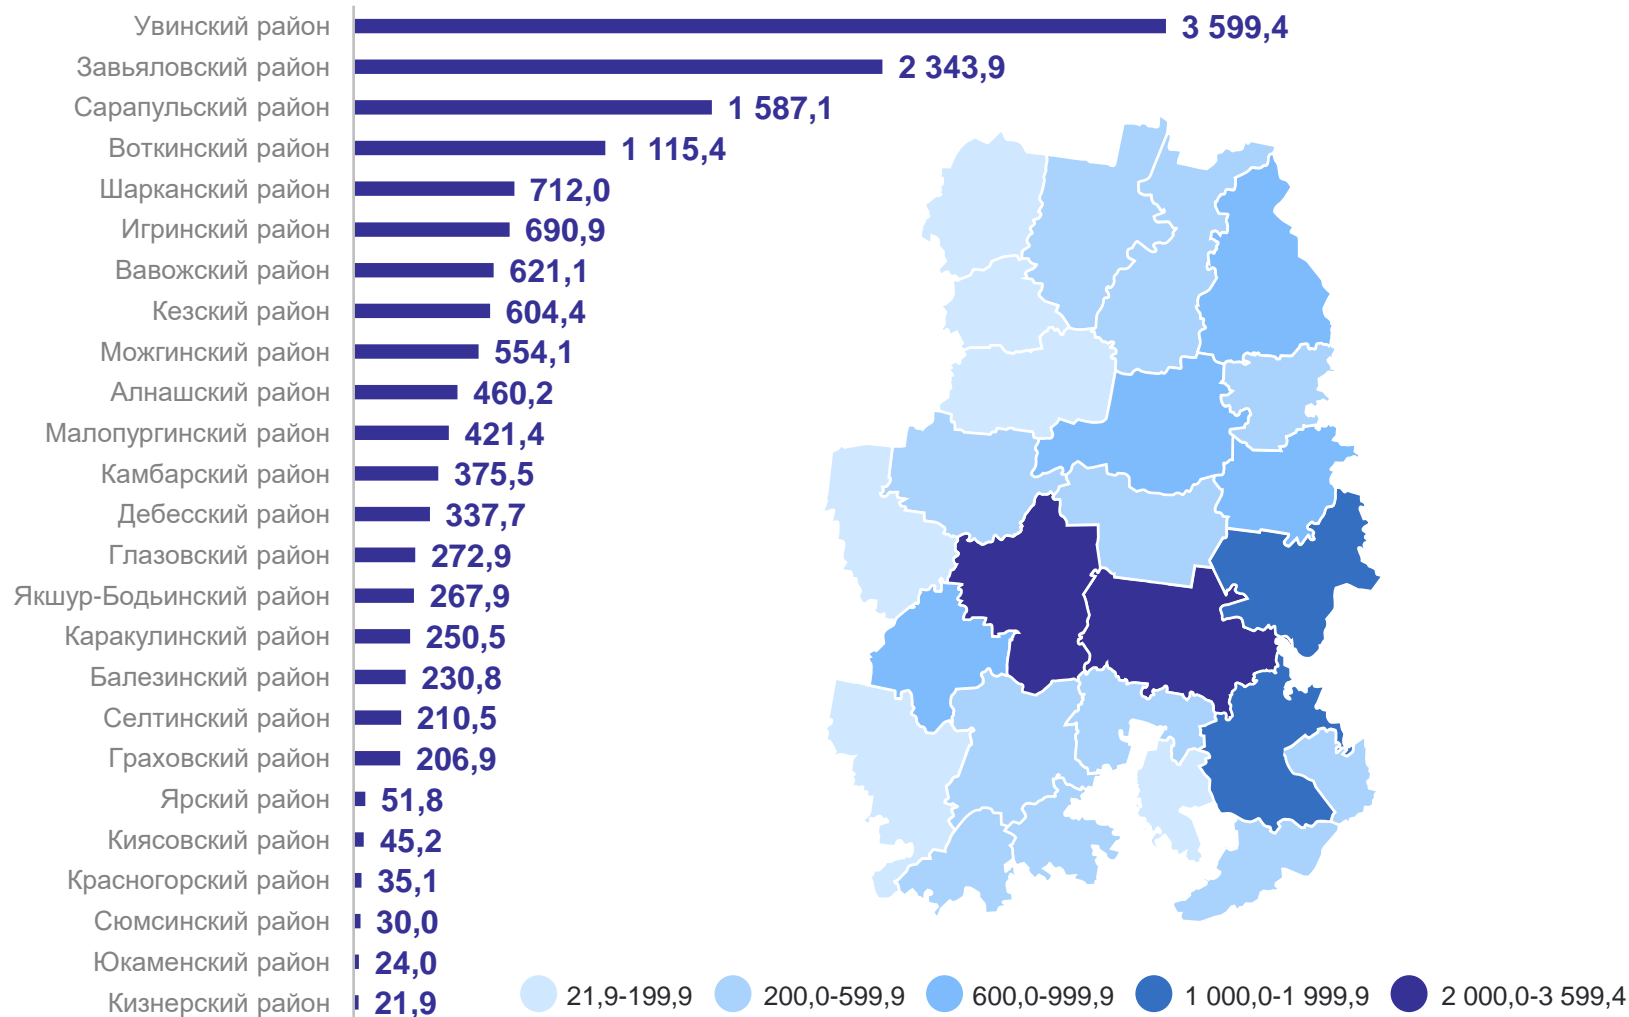 Увинский район 3 599,4
Завьяловский район 2 343,9
Сарапульский район 1 587,1
Воткинский район 1 115,4
Шарканский район 712,0
Игринский район 690,9
Вавожский район 621,1
Кезский район 604,4
Можгинский район 554,1
Алнашский район 460,2
Малопургинский район 421,4
Камбарский район 375,5
Дебесский район 337,7
Глазовский район 272,9
Якшур-Бодьинский район 267,9
Каракулинский район 250,5
Балезинский район 230,8
Селтинский район 210,5
Граховский район 206,9
Ярский район 51,8
Киясовский район 45,2
Красногорский район 35,1
Сюмсинский район 30,0
Юкаменский район 24,0
Кизнерский район 21,9
21,9-199,9 200,0-599,9 600,0-999,9 1 000,0-1 999,9 2 000,0-3 599,4